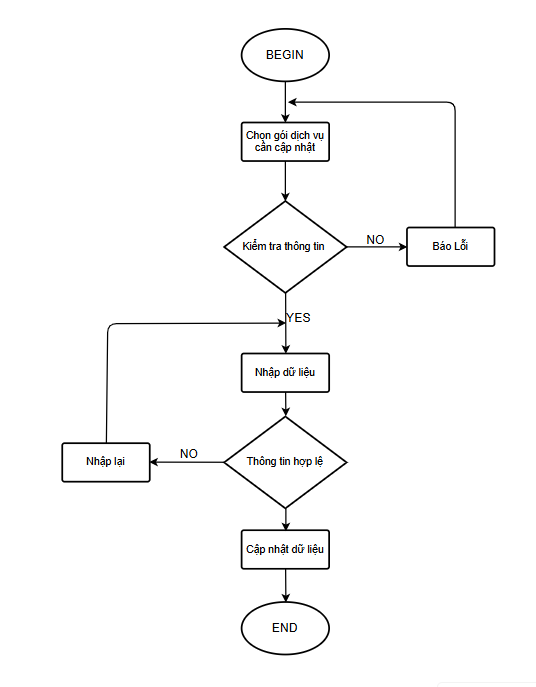 BEGIN
Chọn gói dịch vụ
cần cập nhật
Kiểm tra thông tin
NO
Báo Lỗi
YES
Nhập dữ liệu
Nhập lại
NO
Thông tin hợp lệ
Cập nhật dữ liệu
END